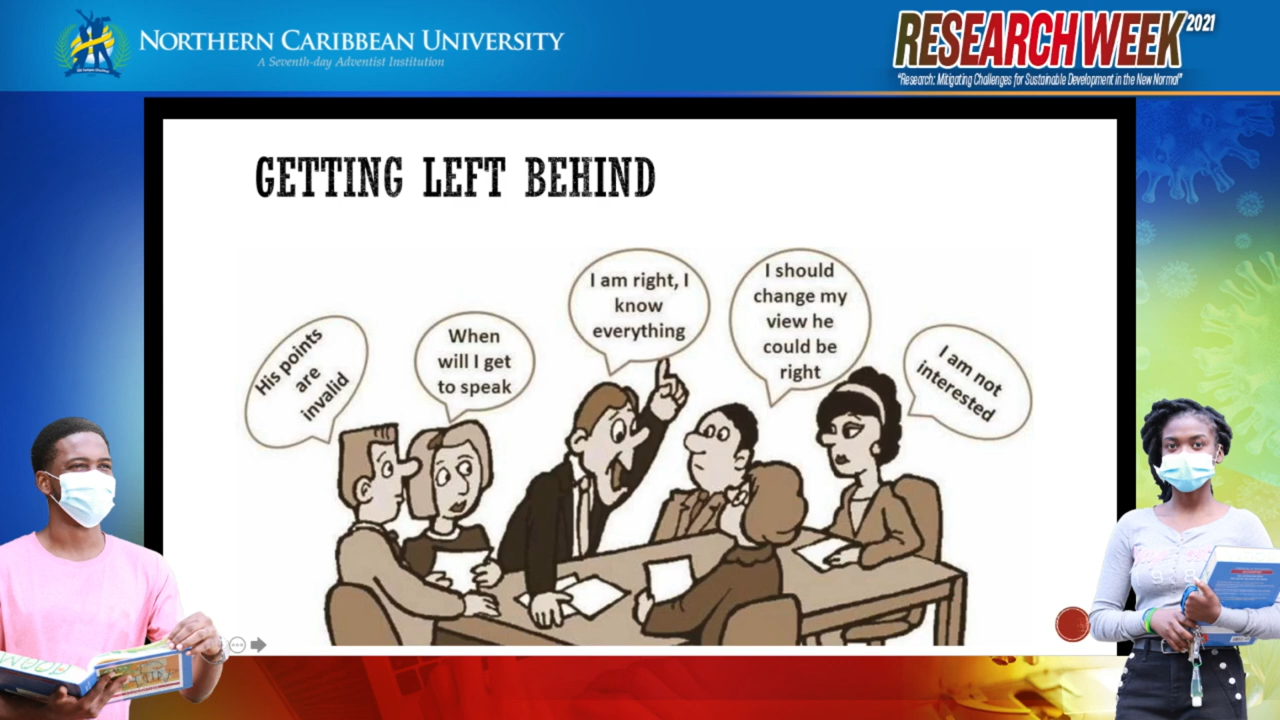 NORTHERN CARIBBEAN UNIVERSITY
A Seventh-day Adventist Institution
RESEARCH WEEK 2021
"Research: Mitigating Challenges for Sustainable Development in the New Normal"
GETTING LEFT BEHIND
His points
are
invalid
When
will I get
to speak
I am right, I
know
everything
I should
change my
view he
could be
right
I am not
interested